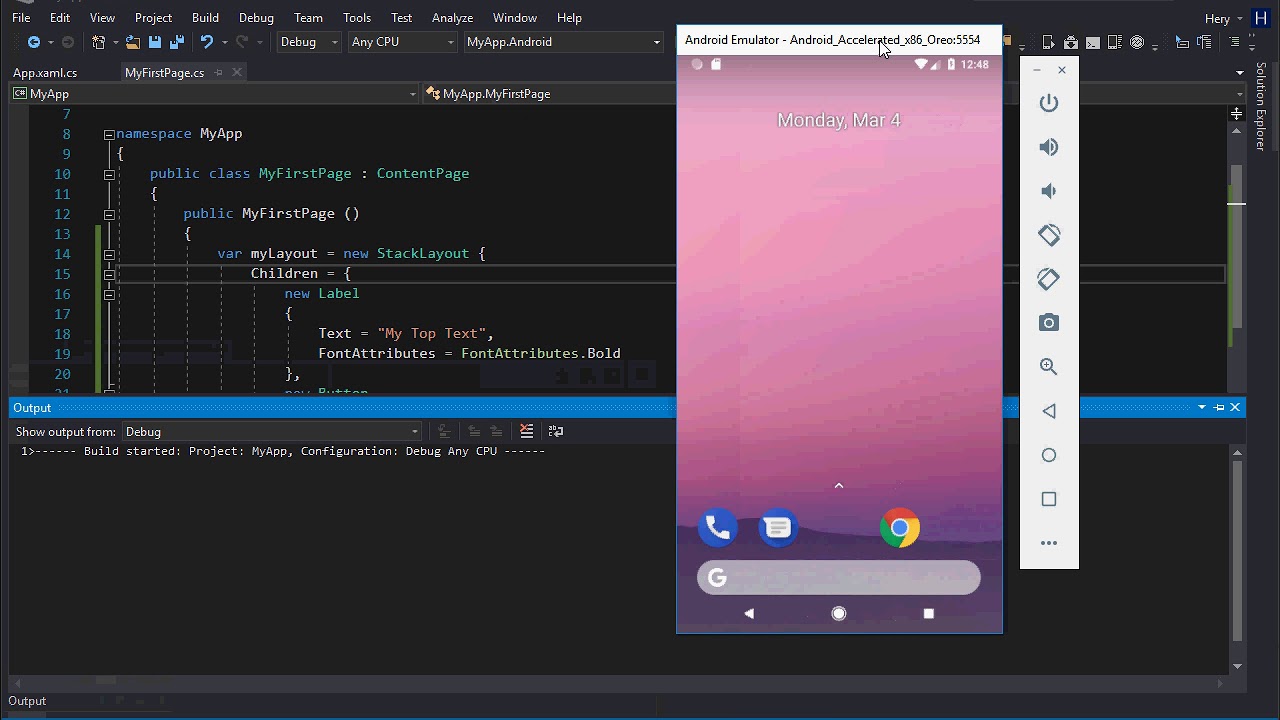 File Edit View Project Build Debug Team Tools Test Analyze Window Help
Hery H
Debug Any CPU MyApp.Android
App.xaml.cs MyFirstPage.cs
C# MyApp MyApp.MyFirstPage
7
8 namespace MyApp
9 {
10 public class MyFirstPage : ContentPage
11 {
12 public MyFirstPage ()
13 {
14 var myLayout = new StackLayout {
15 Children = {
16 new Label
17 {
18 Text = "My Top Text",
19 FontAttributes = FontAttributes.Bold
20 },
21 new Button
Output
Show output from: Debug
1>------ Build started: Project: MyApp, Configuration: Debug Any CPU ------
Output
Android Emulator - Android_Accelerated_x86_Oreo:5554
12:48
Monday, Mar 4
G
Solution Explorer